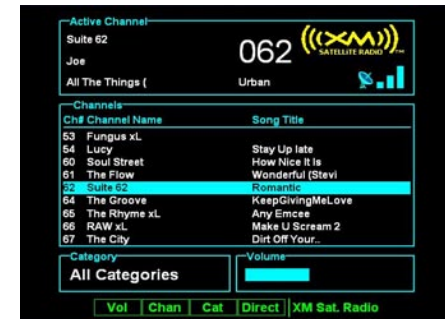 Active Channel
Suite 62
Joe
All The Things (
062
Urban
((XM))
SATELLITE RADIO
TM
Channels
Ch# Channel Name Song Title
53 Fungus xL
54 Lucy Stay Up late
60 Soul Street How Nice It Is
61 The Flow Wonderful (Stevi
62 Suite 62 Romantic
64 The Groove KeepGivingMeLove
65 The Rhyme xL Any Emcee
66 RAW xL Make U Scream 2
67 The City Dirt Off Your..
Category
All Categories
Volume
Vol Chan Cat Direct XM Sat. Radio